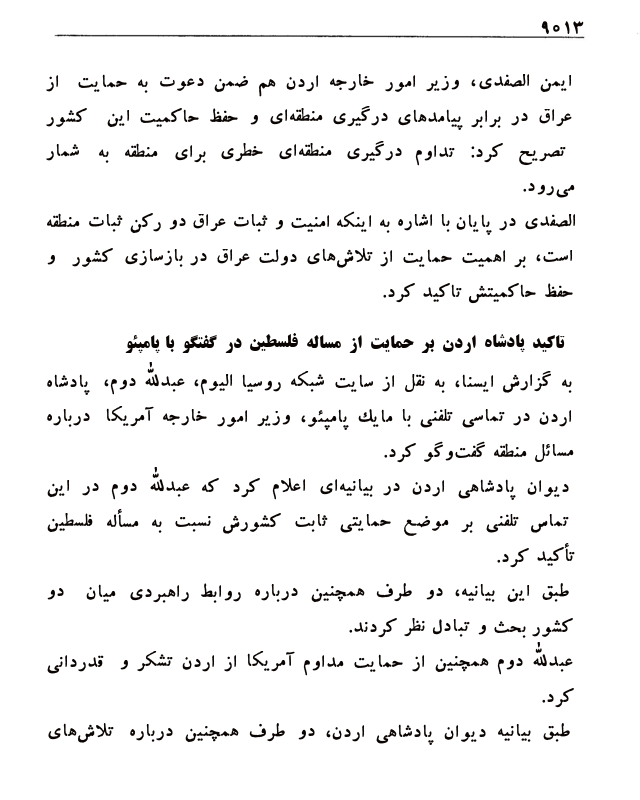 ۹۰۱۳
ایمن الصفدی، وزیر امور خارجه اردن هم ضمن دعوت به حمایت از
عراق در برابر پیامدهای درگیری منطقه‌ای و حفظ حاکمیت این کشور
تصریح کرد: تداوم درگیری منطقه‌ای خطری برای منطقه به شمار
می‌رود.
الصفدی در پایان با اشاره به اینکه امنیت و ثبات عراق دو رکن ثبات منطقه
است، بر اهمیت حمایت از تلاش‌های دولت عراق در بازسازی کشور و
حفظ حاکمیتش تاکید کرد.
تاکید پادشاه اردن بر حمایت از مساله فلسطین در گفتگو با پامپئو
به گزارش ایسنا، به نقل از سایت شبکه روسیا الیوم، عبدلله دوم، پادشاه
اردن در تماسی تلفنی با مایك پامپئو، وزیر امور خارجه آمریکا درباره
مسائل منطقه گفت‌وگو کرد.
دیوان پادشاهی اردن در بیانیه‌ای اعلام کرد که عبدلله دوم در این
تماس تلفنی بر موضع حمایتی ثابت کشورش نسبت به مسأله فلسطین
تأکید کرد.
طبق این بیانیه، دو طرف همچنین درباره روابط راهبردی میان دو
کشور بحث و تبادل نظر کردند.
عبدلله دوم همچنین از حمایت مداوم آمریکا از اردن تشکر و قدردانی
کرد.
طبق بیانیه دیوان پادشاهی اردن، دو طرف همچنین درباره تلاش‌های